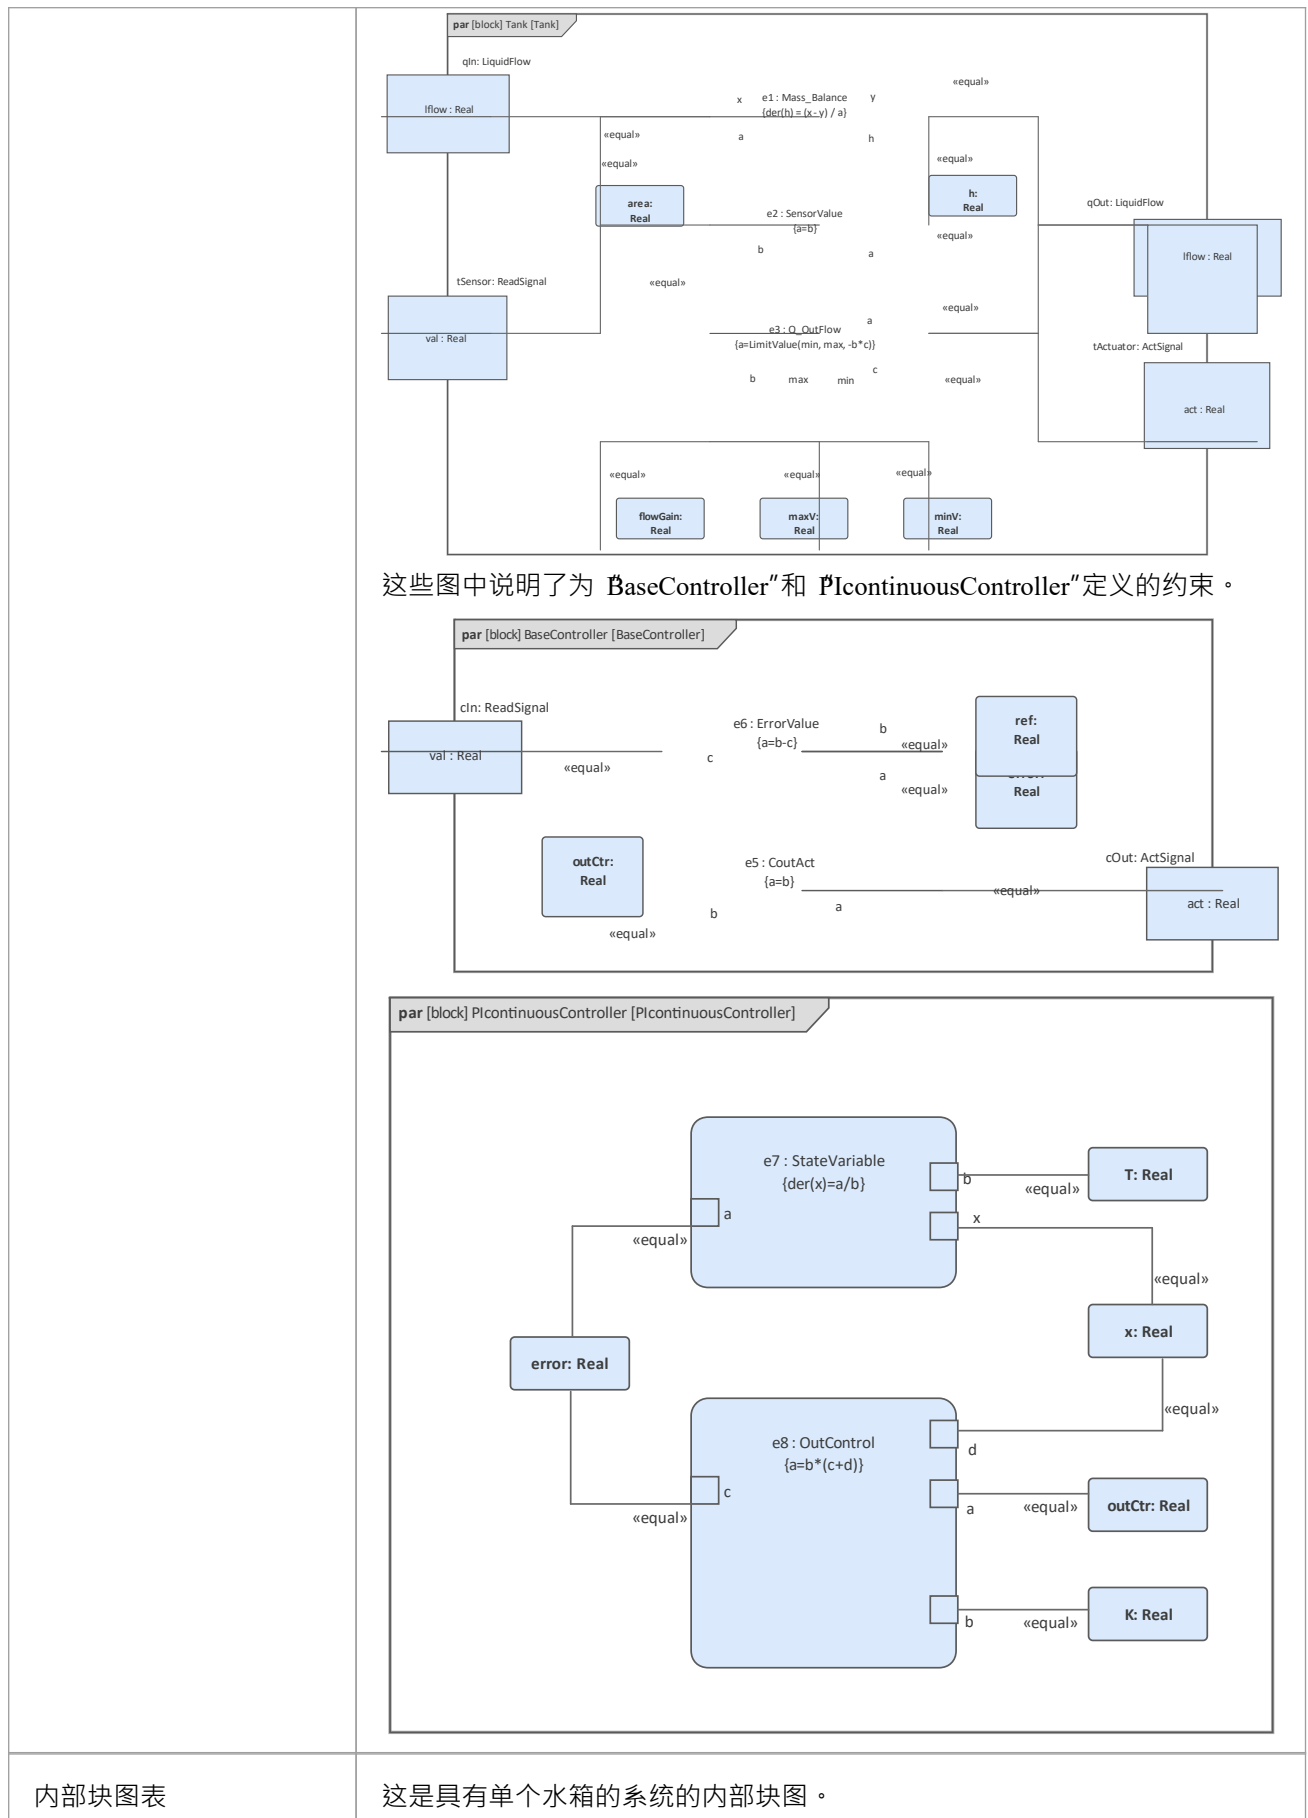 par [block] Tank [Tank]
qIn: LiquidFlow
lflow : Real
«equal»
x
e1 : Mass_Balance
y
{der(h) = (x - y) / a}
«equal»
a
h
«equal»
«equal»
area:
Real
h:
Real
e2 : SensorValue
{a=b}
qOut: LiquidFlow
«equal»
b
a
lflow : Real
tSensor: ReadSignal
«equal»
val : Real
«equal»
a
e3 : Q_OutFlow
{a=LimitValue(min, max, -b*c)}
tActuator: ActSignal
c
b
max
min
«equal»
act : Real
«equal»
«equal»
«equal»
flowGain:
Real
maxV:
Real
minV:
Real
这些图中说明了为 "BaseController"和 "PIcontinuousController"定义的约束。
par [block] BaseController [BaseController]
cIn: ReadSignal
val : Real
«equal»
e6 : ErrorValue
{a=b-c}
c
b
«equal»
a
«equal»
ref:
Real
Real
outCtr:
Real
e5 : CoutAct
{a=b}
cOut: ActSignal
«equal»
act : Real
b
a
«equal»
par [block] PIcontinuousController [PIcontinuousController]
e7 : StateVariable
{der(x)=a/b}
b
«equal»
T: Real
a
x
«equal»
«equal»
x: Real
error: Real
«equal»
e8 : OutControl
{a=b*(c+d)}
d
c
«equal»
a
«equal»
outCtr: Real
b
«equal»
K: Real
内部块图表
这是具有单个水箱的系统的内部块图。